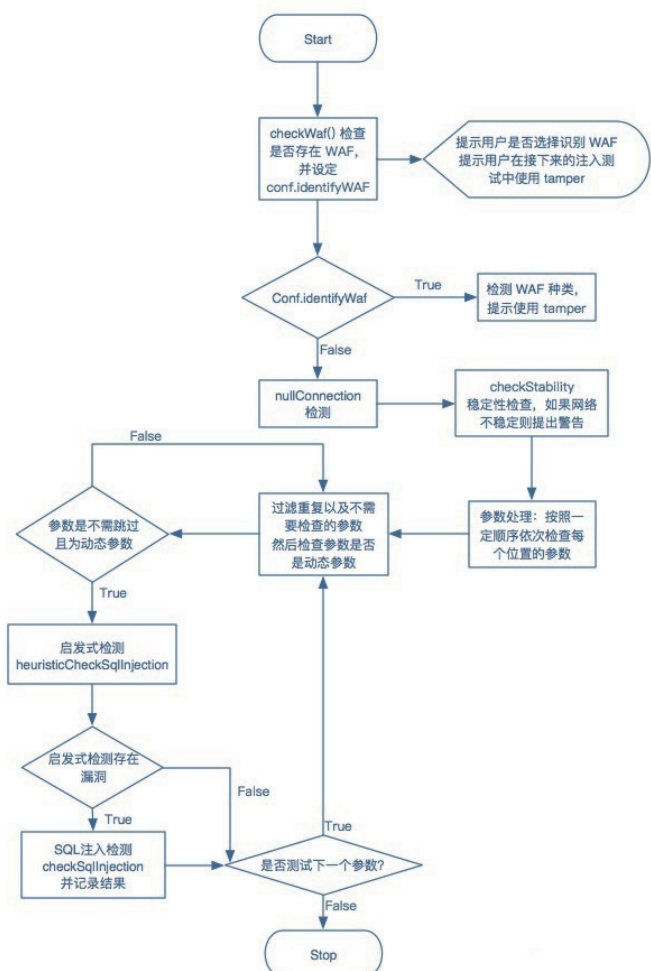 Start
checkWaf() 检查
是否存在 WAF,
并设定
conf.identifyWAF
提示用户是否选择识别 WAF
提示用户在接下来的注入测
试中使用 tamper
Conf.identifyWaf
True
检测 WAF 种类,
提示使用 tamper
False
nullConnection
检测
checkStability
稳定性检查，如果网络
不稳定则提出警告
False
参数是不需跳过
且为动态参数
过滤重复以及不需
要检查的参数
然后检查参数是否
是动态参数
参数处理：按照一
定顺序依次检查每
个位置的参数
True
启发式检测
heuristicCheckSqlInjection
启发式检测存在
漏洞
False
True
SQL注入检测
checkSqlInjection
并记录结果
True
是否测试下一个参数?
False
Stop